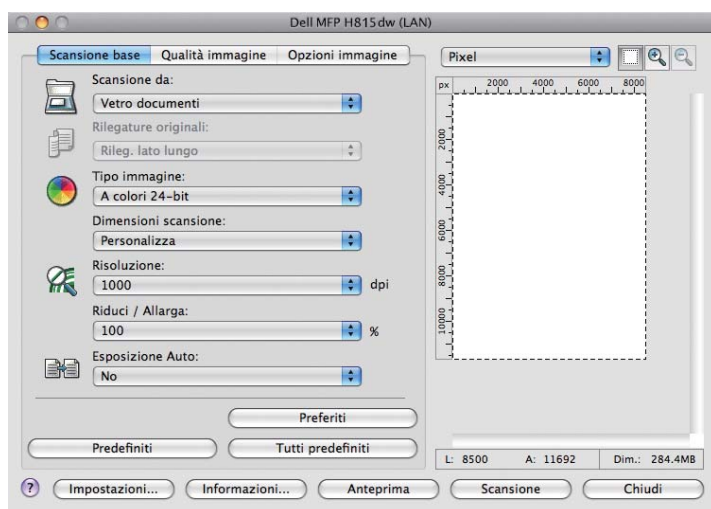 Dell MFP H815dw (LAN)
Scansione base Qualità immagine Opzioni immagine
Scansione da:
Vetro documenti
Rilegature originali:
Rileg. lato lungo
Tipo immagine:
A colori 24-bit
Dimensioni scansione:
Personalizza
Risoluzione:
1000 dpi
Riduci / Allarga:
100 %
Esposizione Auto:
No
Preferiti
Predefiniti Tutti predefiniti
Pixel
px 2000 4000 6000 8000
2000
4000
6000
8000
10000
L: 8500 A: 11692 Dim.: 284.4MB
? Impostazioni... Informazioni... Anteprima Scansione Chiudi